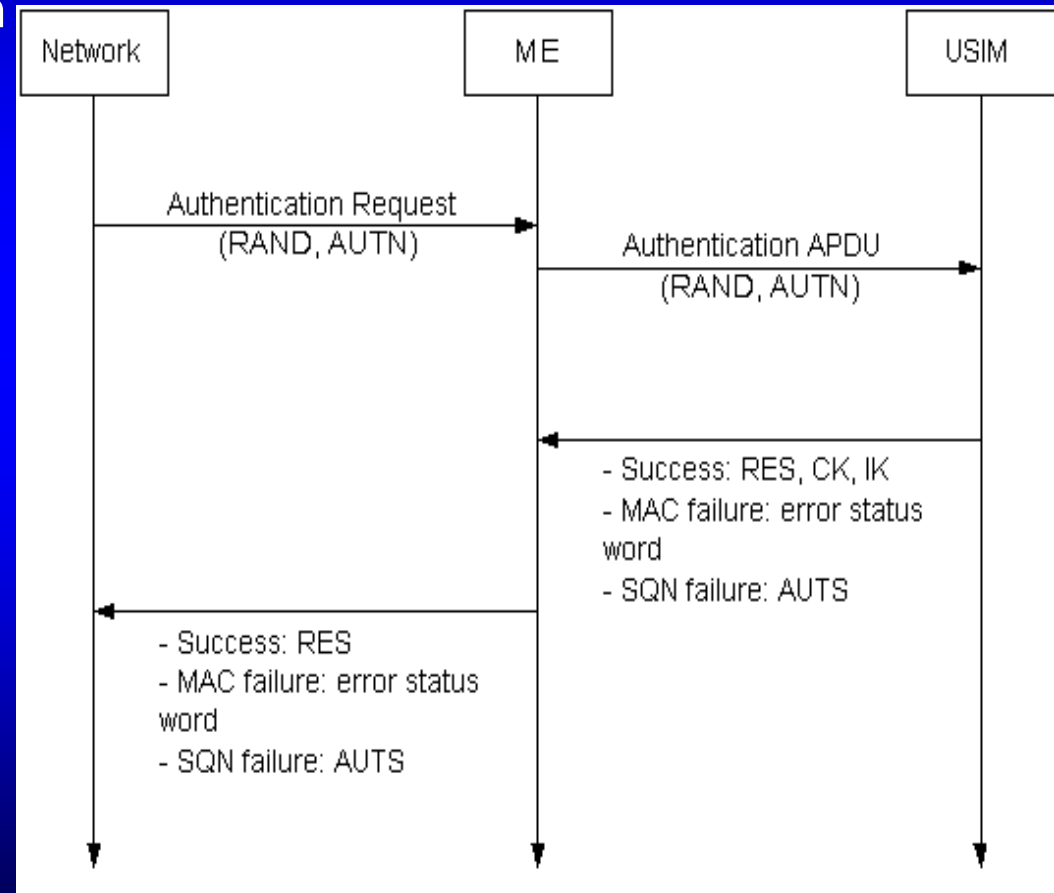 Network
ME
USIM
Authentication Request
(RAND, AUTN)
Authentication APDU
(RAND, AUTN)
- Success: RES, CK, IK
- MAC failure: error status
word
- SQN failure: AUTS
- Success: RES
- MAC failure: error status
word
- SQN failure: AUTS